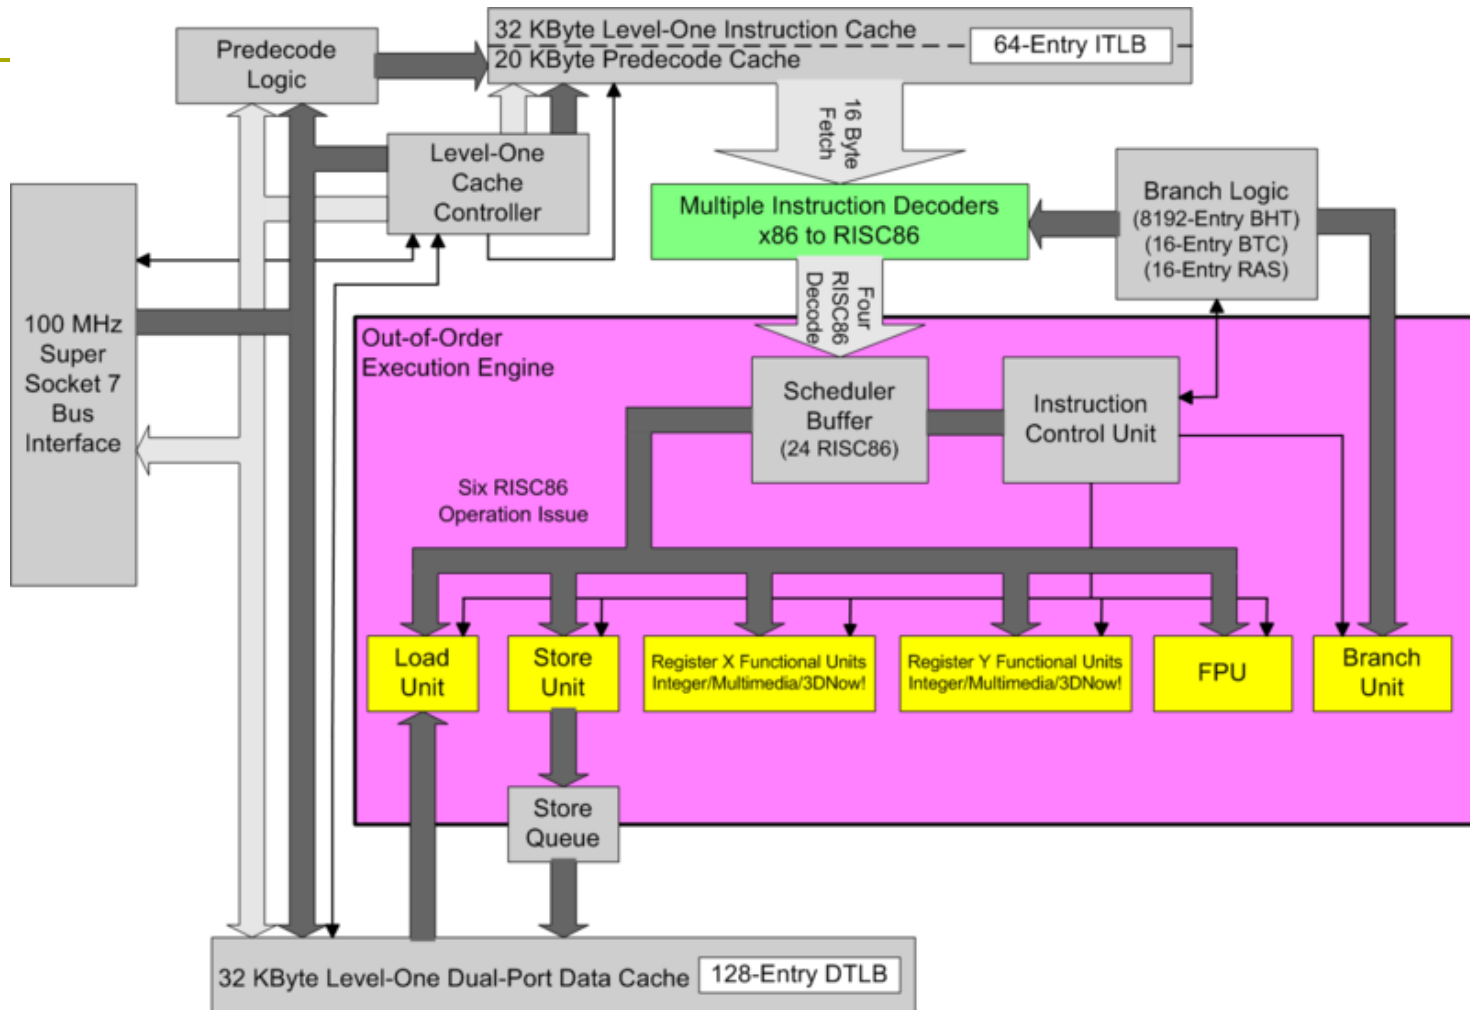 32 KByte Level-One Instruction Cache
64-Entry ITLB
20 KByte Predecode Cache
Predecode
Logic
16 Byte
Fetch
Level-One
Cache
Controller
Multiple Instruction Decoders
x86 to RISC86
Branch Logic
(8192-Entry BHT)
(16-Entry BTC)
(16-Entry RAS)
Four
RISC86
Decode
100 MHz
Super
Socket 7
Bus
Interface
Out-of-Order
Execution Engine
Scheduler
Buffer
(24 RISC86)
Instruction
Control Unit
Six RISC86
Operation Issue
Load
Unit
Store
Unit
Register X Functional Units
Integer/Multimedia/3DNow!
Register Y Functional Units
Integer/Multimedia/3DNow!
FPU
Branch
Unit
Store
Queue
32 KByte Level-One Dual-Port Data Cache
128-Entry DTLB